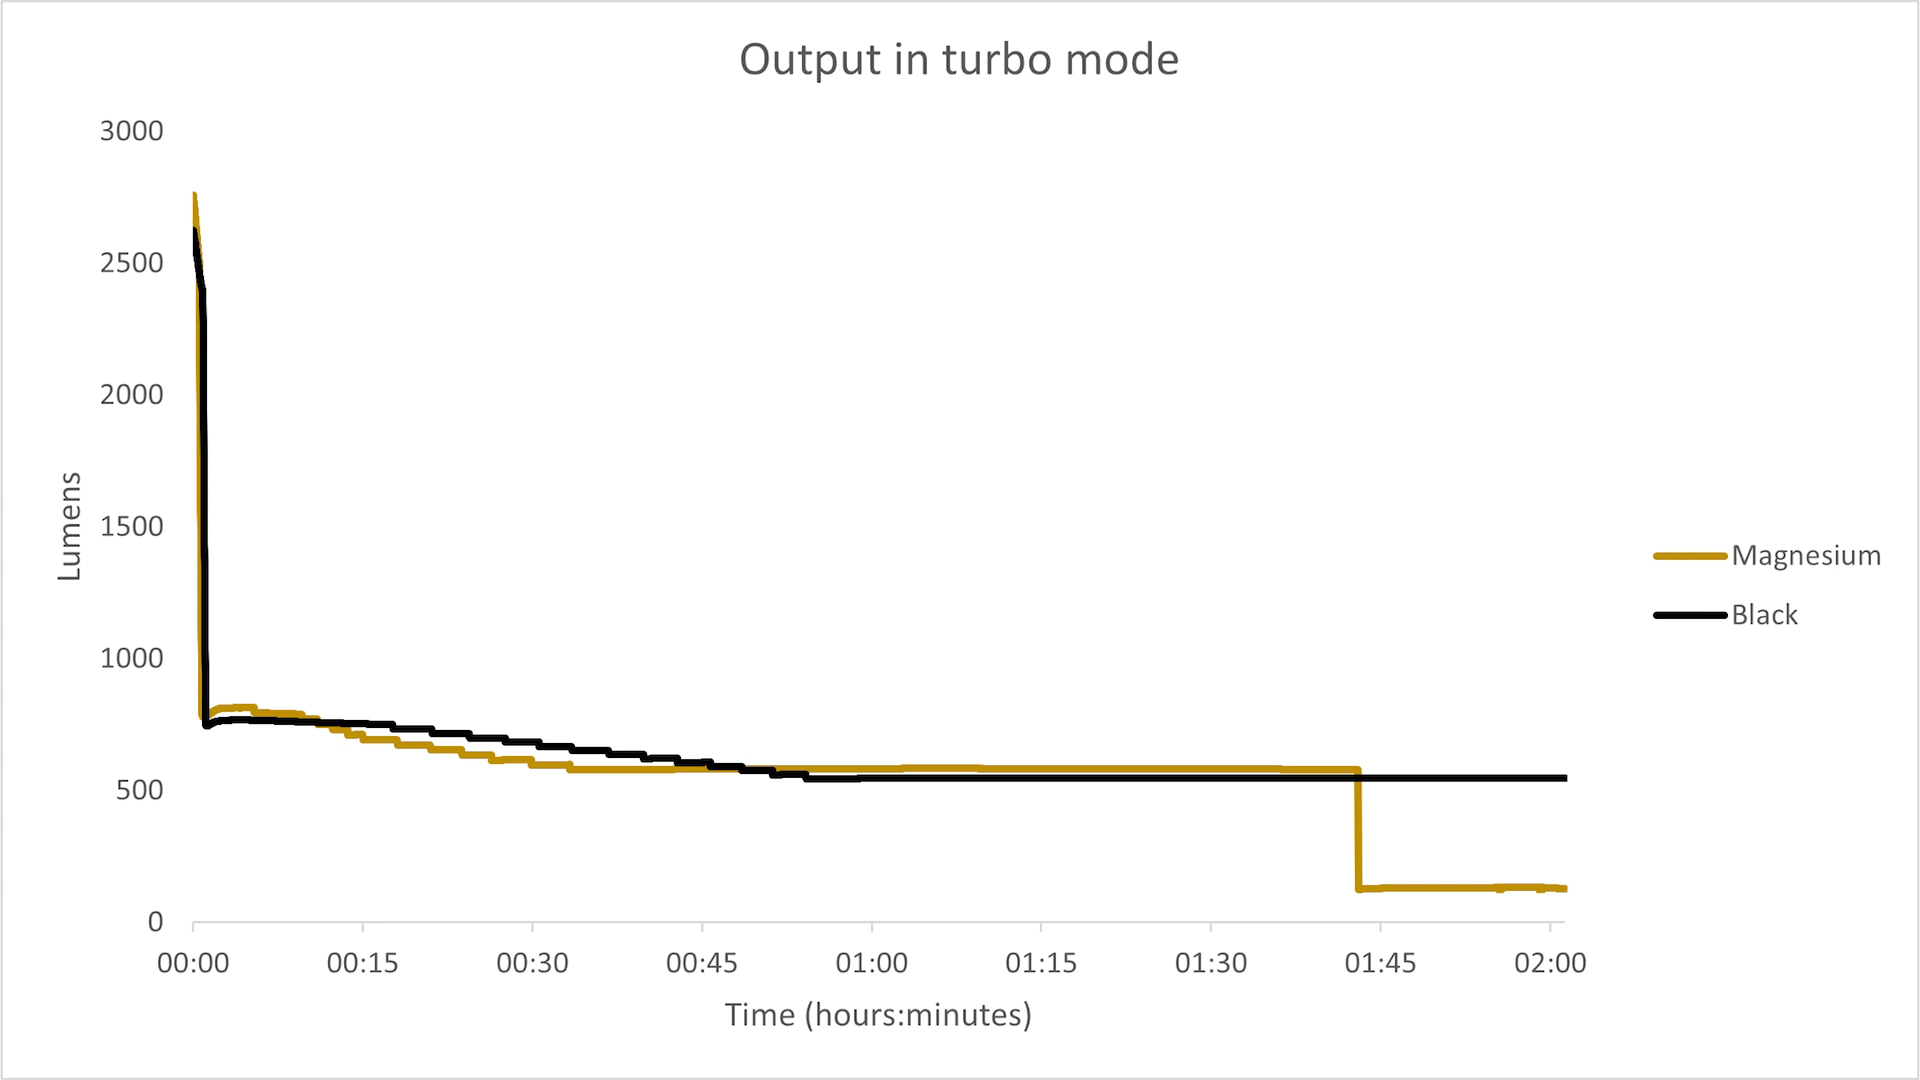 Output in turbo mode
3000
2500
2000
1500
1000
500
0
Lumens
00:00 00:15 00:30 00:45 01:00 01:15 01:30 01:45 02:00
Time (hours:minutes)
Magnesium
Black